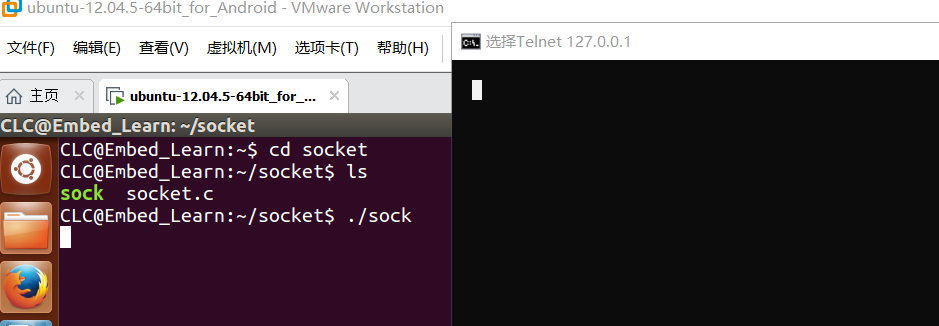 ubuntu-12.04.5-64bit_for_Android - VMware Workstation
文件(F) 编辑(E) 查看(V) 虚拟机(M) 选项卡(T) 帮助(H)
主页 × ubuntu-12.04.5-64bit_for_... ×
CLC@Embed_Learn: ~/socket
CLC@Embed_Learn:~$ cd socket
CLC@Embed_Learn:~/socket$ ls
sock socket.c
CLC@Embed_Learn:~/socket$ ./sock
C:\_ 选择Telnet 127.0.0.1